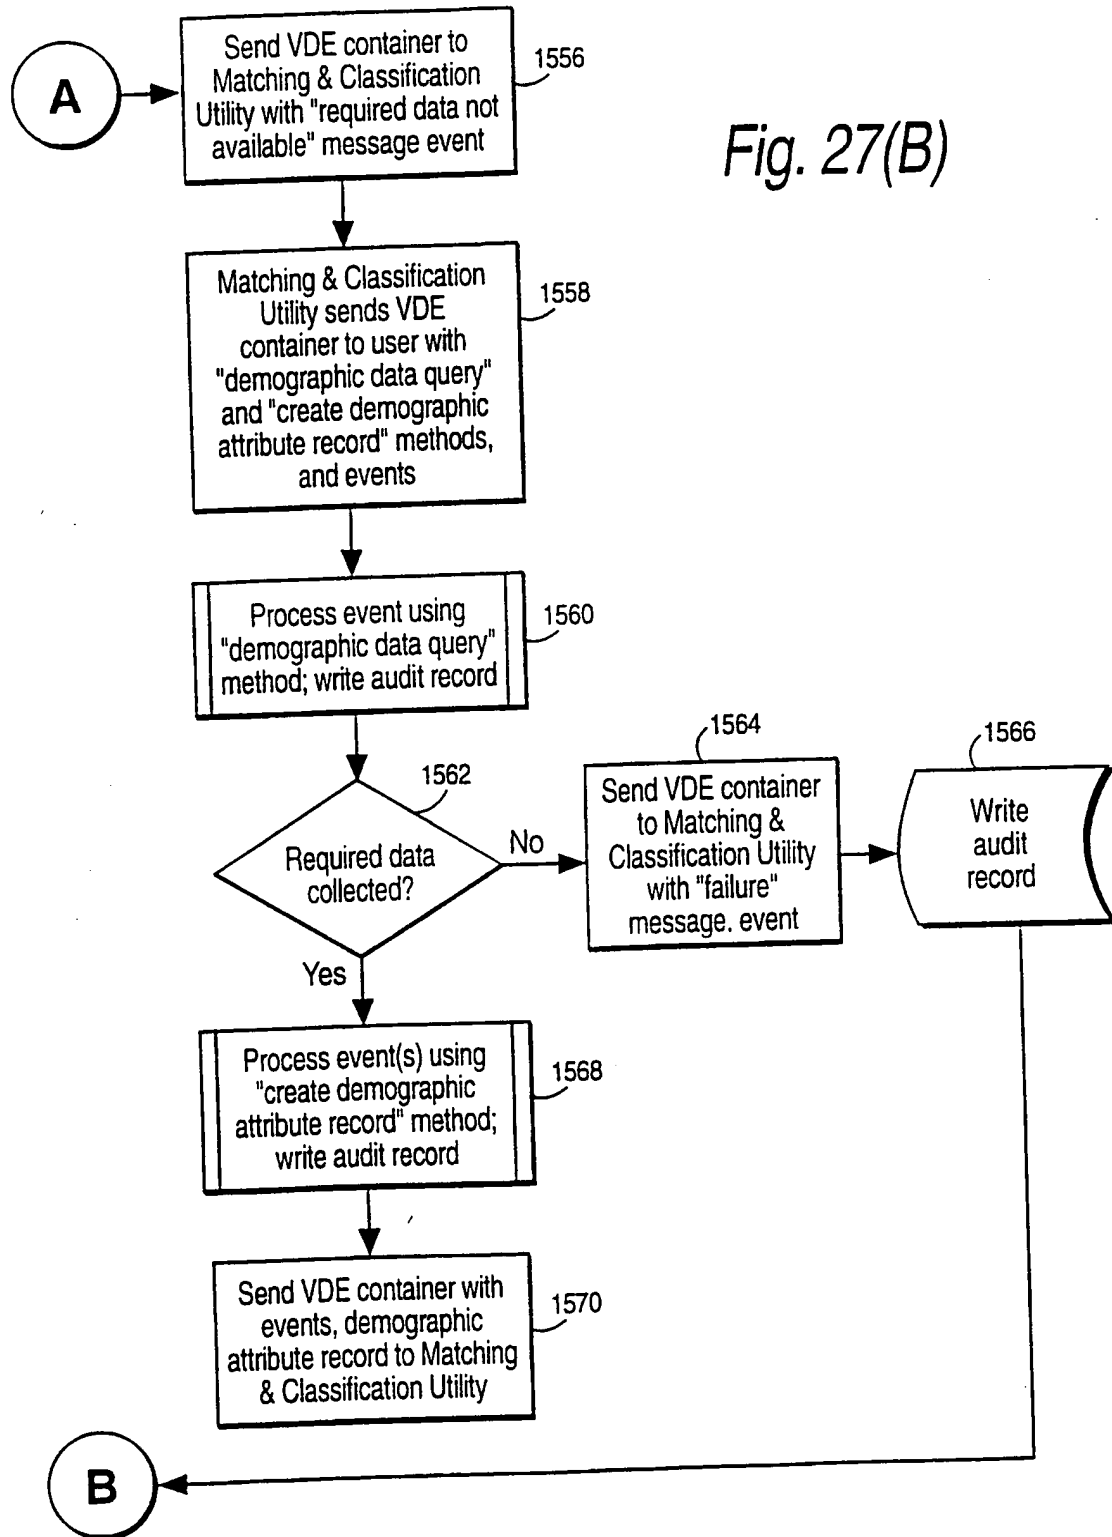 A
Send VDE container to
Matching & Classification
Utility with "required data not
available" message event
1556
Fig. 27(B)
Matching & Classification
Utility sends VDE
container to user with
"demographic data query"
and "create demographic
attribute record" methods,
and events
1558
Process event using
"demographic data query"
method; write audit record
1560
1562
Required data
collected?
No
Yes
1564
Send VDE container
to Matching &
Classification Utility
with "failure"
message. event
1566
Write
audit
record
Process event(s) using
"create demographic
attribute record" method;
write audit record
1568
Send VDE container with
events, demographic
attribute record to Matching
& Classification Utility
1570
B